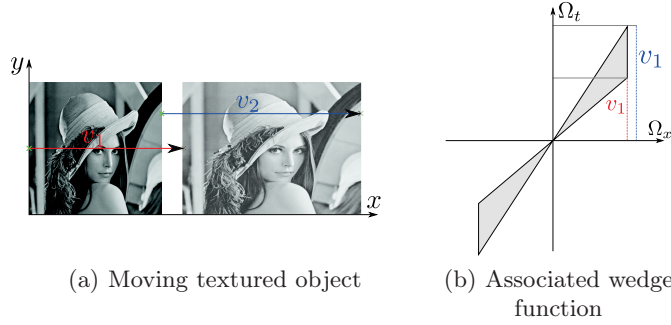 y
v₁
v₂
x
(a) Moving textured object
Ωₜ
v₁
v₁
Ωₓ
(b) Associated wedge
function